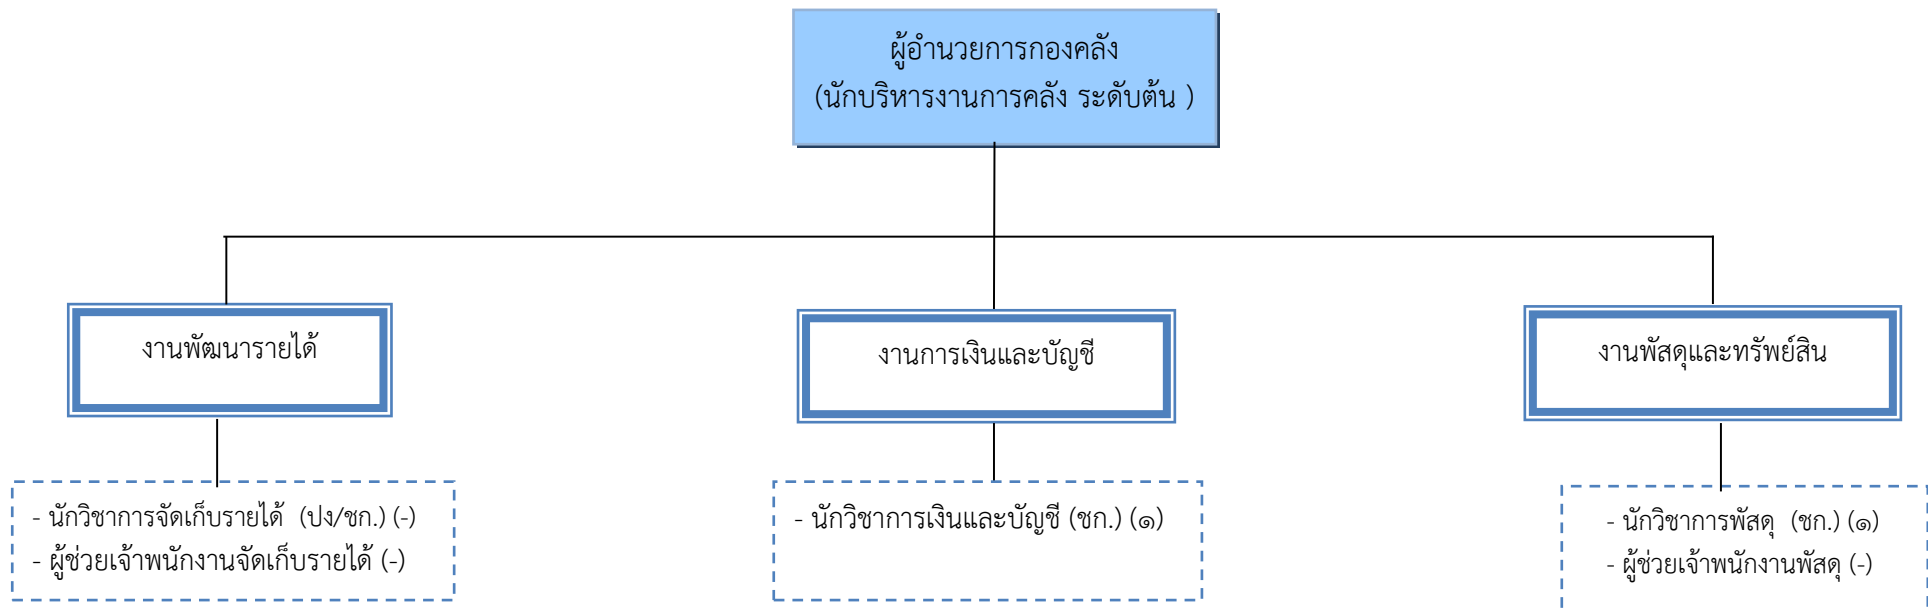 ผู้อำนวยการกองคลัง
(นักบริหารงานการคลัง ระดับต้น )
งานพัฒนารายได้
งานการเงินและบัญชี
งานพัสดุและทรัพย์สิน
- นักวิชาการจัดเก็บรายได้ (ปง/ชก.) (-)
- ผู้ช่วยเจ้าพนักงานจัดเก็บรายได้ (-)
- นักวิชาการเงินและบัญชี (ชก.) (๑)
- นักวิชาการพัสดุ (ชก.) (๑)
- ผู้ช่วยเจ้าพนักงานพัสดุ (-)